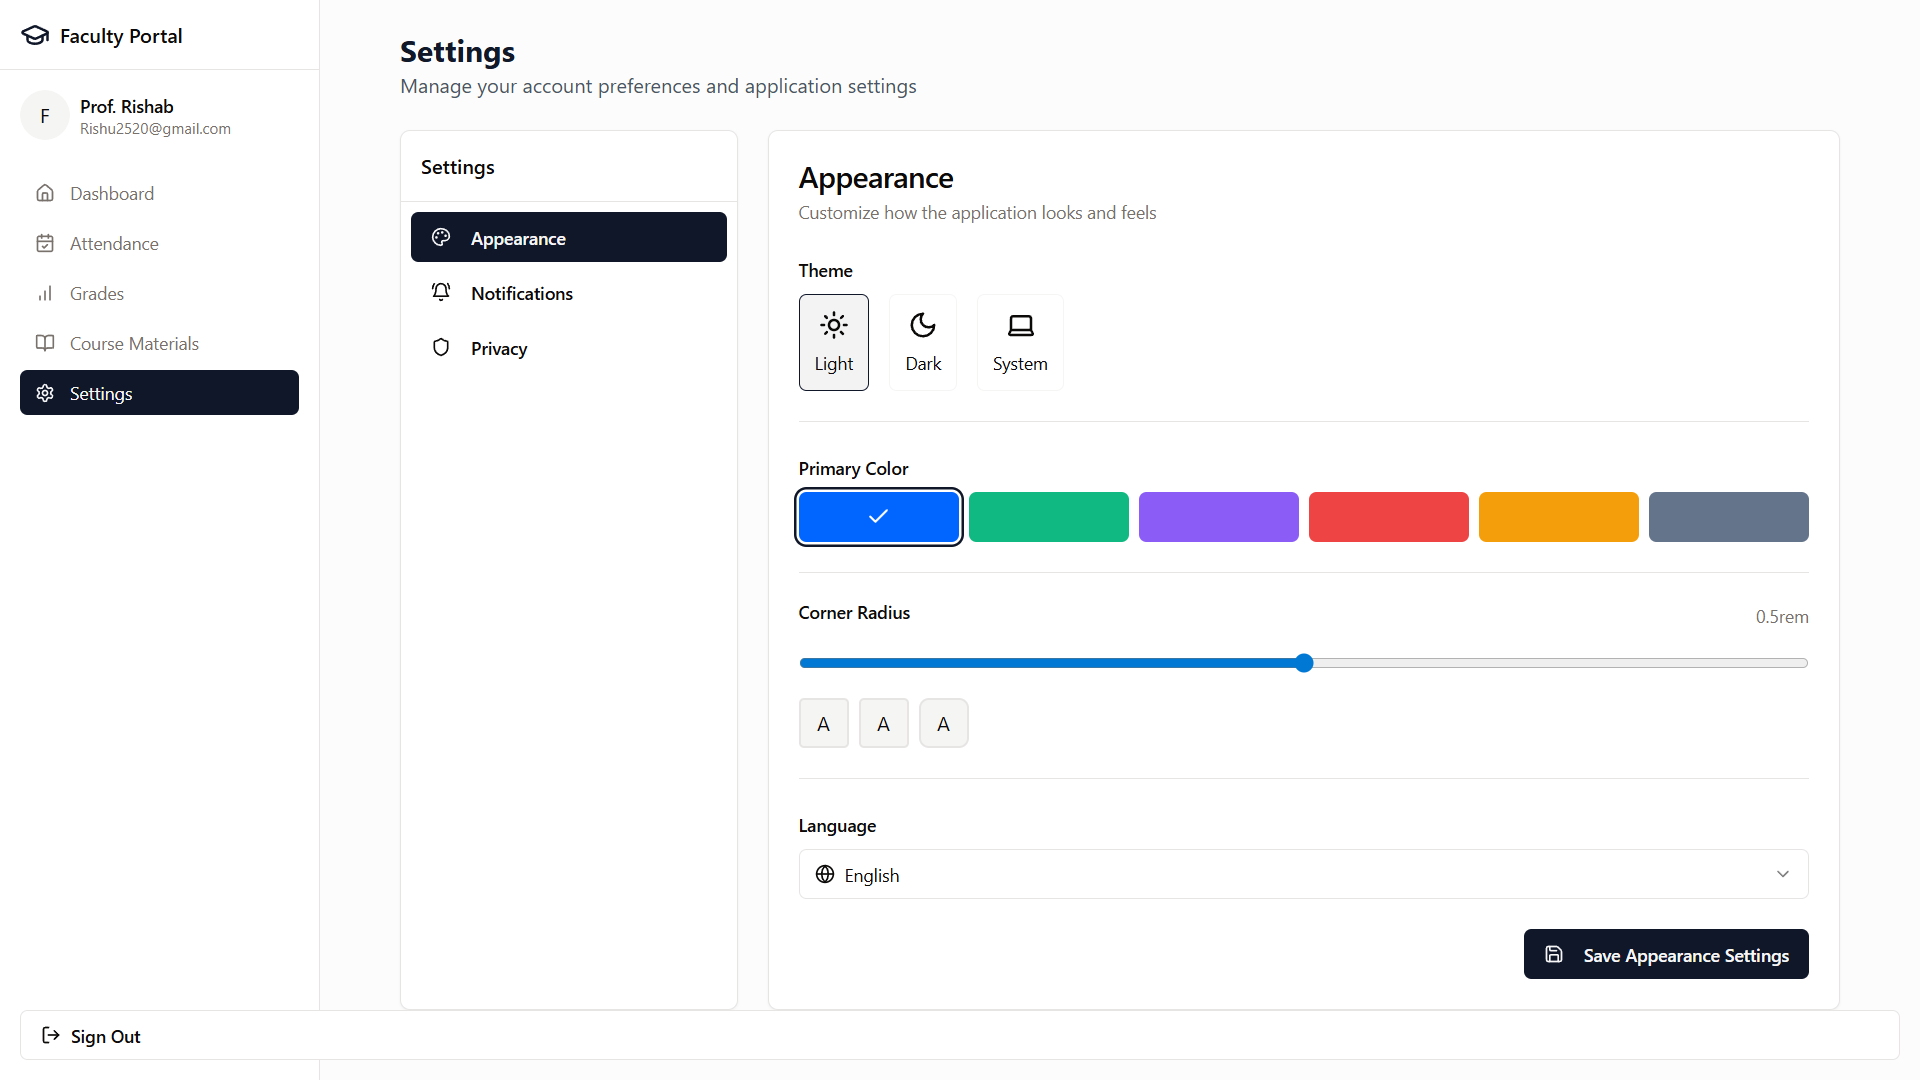 Faculty Portal
F
Prof. Rishab
Rishu2520@gmail.com
Dashboard
Attendance
Grades
Course Materials
Settings
Sign Out
Settings
Manage your account preferences and application settings
Settings
Appearance
Notifications
Privacy
Appearance
Customize how the application looks and feels
Theme
Light
Dark
System
Primary Color
Corner Radius
0.5rem
A
A
A
Language
English
Save Appearance Settings